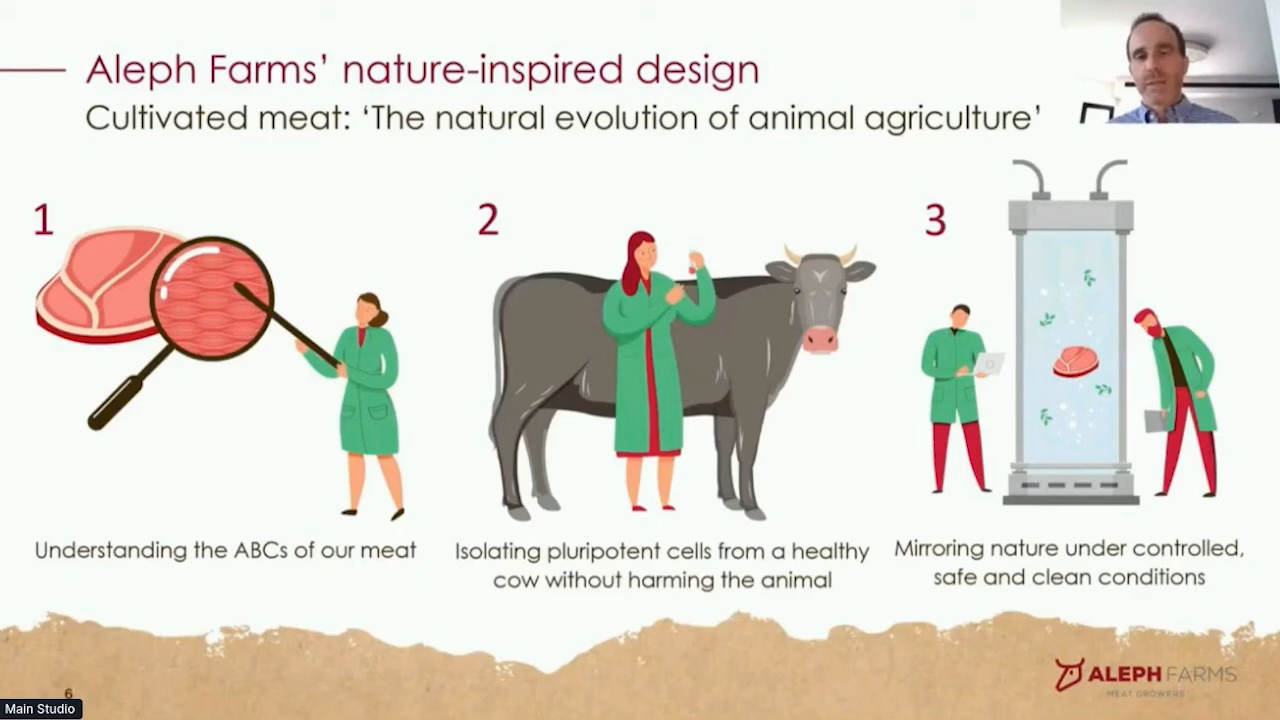 Aleph Farms’ nature-inspired design
Cultivated meat: ‘The natural evolution of animal agriculture’
1
2
3
Understanding the ABCs of our meat
Isolating pluripotent cells from a healthy
cow without harming the animal
Mirroring nature under controlled,
safe and clean conditions
ALEPH FARMS
MEAT GROWERS
6
Main Studio